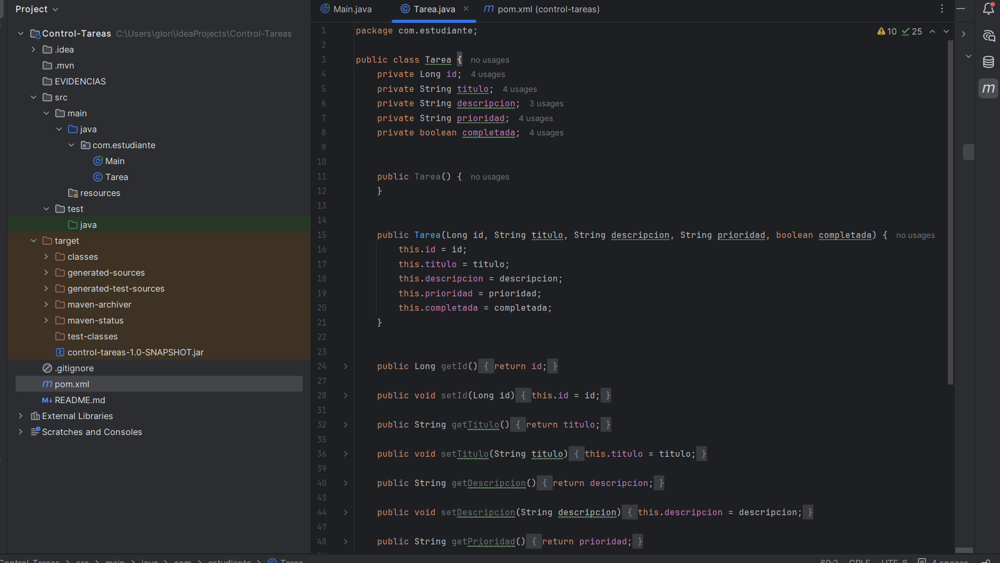 Project
Control-Tareas C:\Users\glori\IdeaProjects\Control-Tareas
.idea
.mvn
EVIDENCIAS
src
main
java
com.estudiante
Main
Tarea
resources
test
java
target
classes
generated-sources
generated-test-sources
maven-archiver
maven-status
test-classes
control-tareas-1.0-SNAPSHOT.jar
.gitignore
pom.xml
README.md
External Libraries
Scratches and Consoles
Main.java Tarea.java pom.xml (control-tareas)
10 25
1 package com.estudiante;
2
3 public class Tarea { no usages
4 private Long id; 4 usages
5 private String titulo; 4 usages
6 private String descripcion; 3 usages
7 private String prioridad; 4 usages
8 private boolean completada; 4 usages
9
10
11 public Tarea() { no usages
12 }
13
14
15 public Tarea(Long id, String titulo, String descripcion, String prioridad, boolean completada) { no usages
16 this.id = id;
17 this.titulo = titulo;
18 this.descripcion = descripcion;
19 this.prioridad = prioridad;
20 this.completada = completada;
21 }
22
23
24 public Long getId() { return id; }
27
28 public void setId(Long id) { this.id = id; }
31
32 public String getTitulo() { return titulo; }
35
36 public void setTitulo(String titulo) { this.titulo = titulo; }
39
40 public String getDescripcion() { return descripcion; }
43
44 public void setDescripcion(String descripcion) { this.descripcion = descripcion; }
47
48 public String getPrioridad() { return prioridad; }
Control-Tareas > src > main > java > com > estudiante > Tarea 69:2 CRLF UTF-8 4 spaces